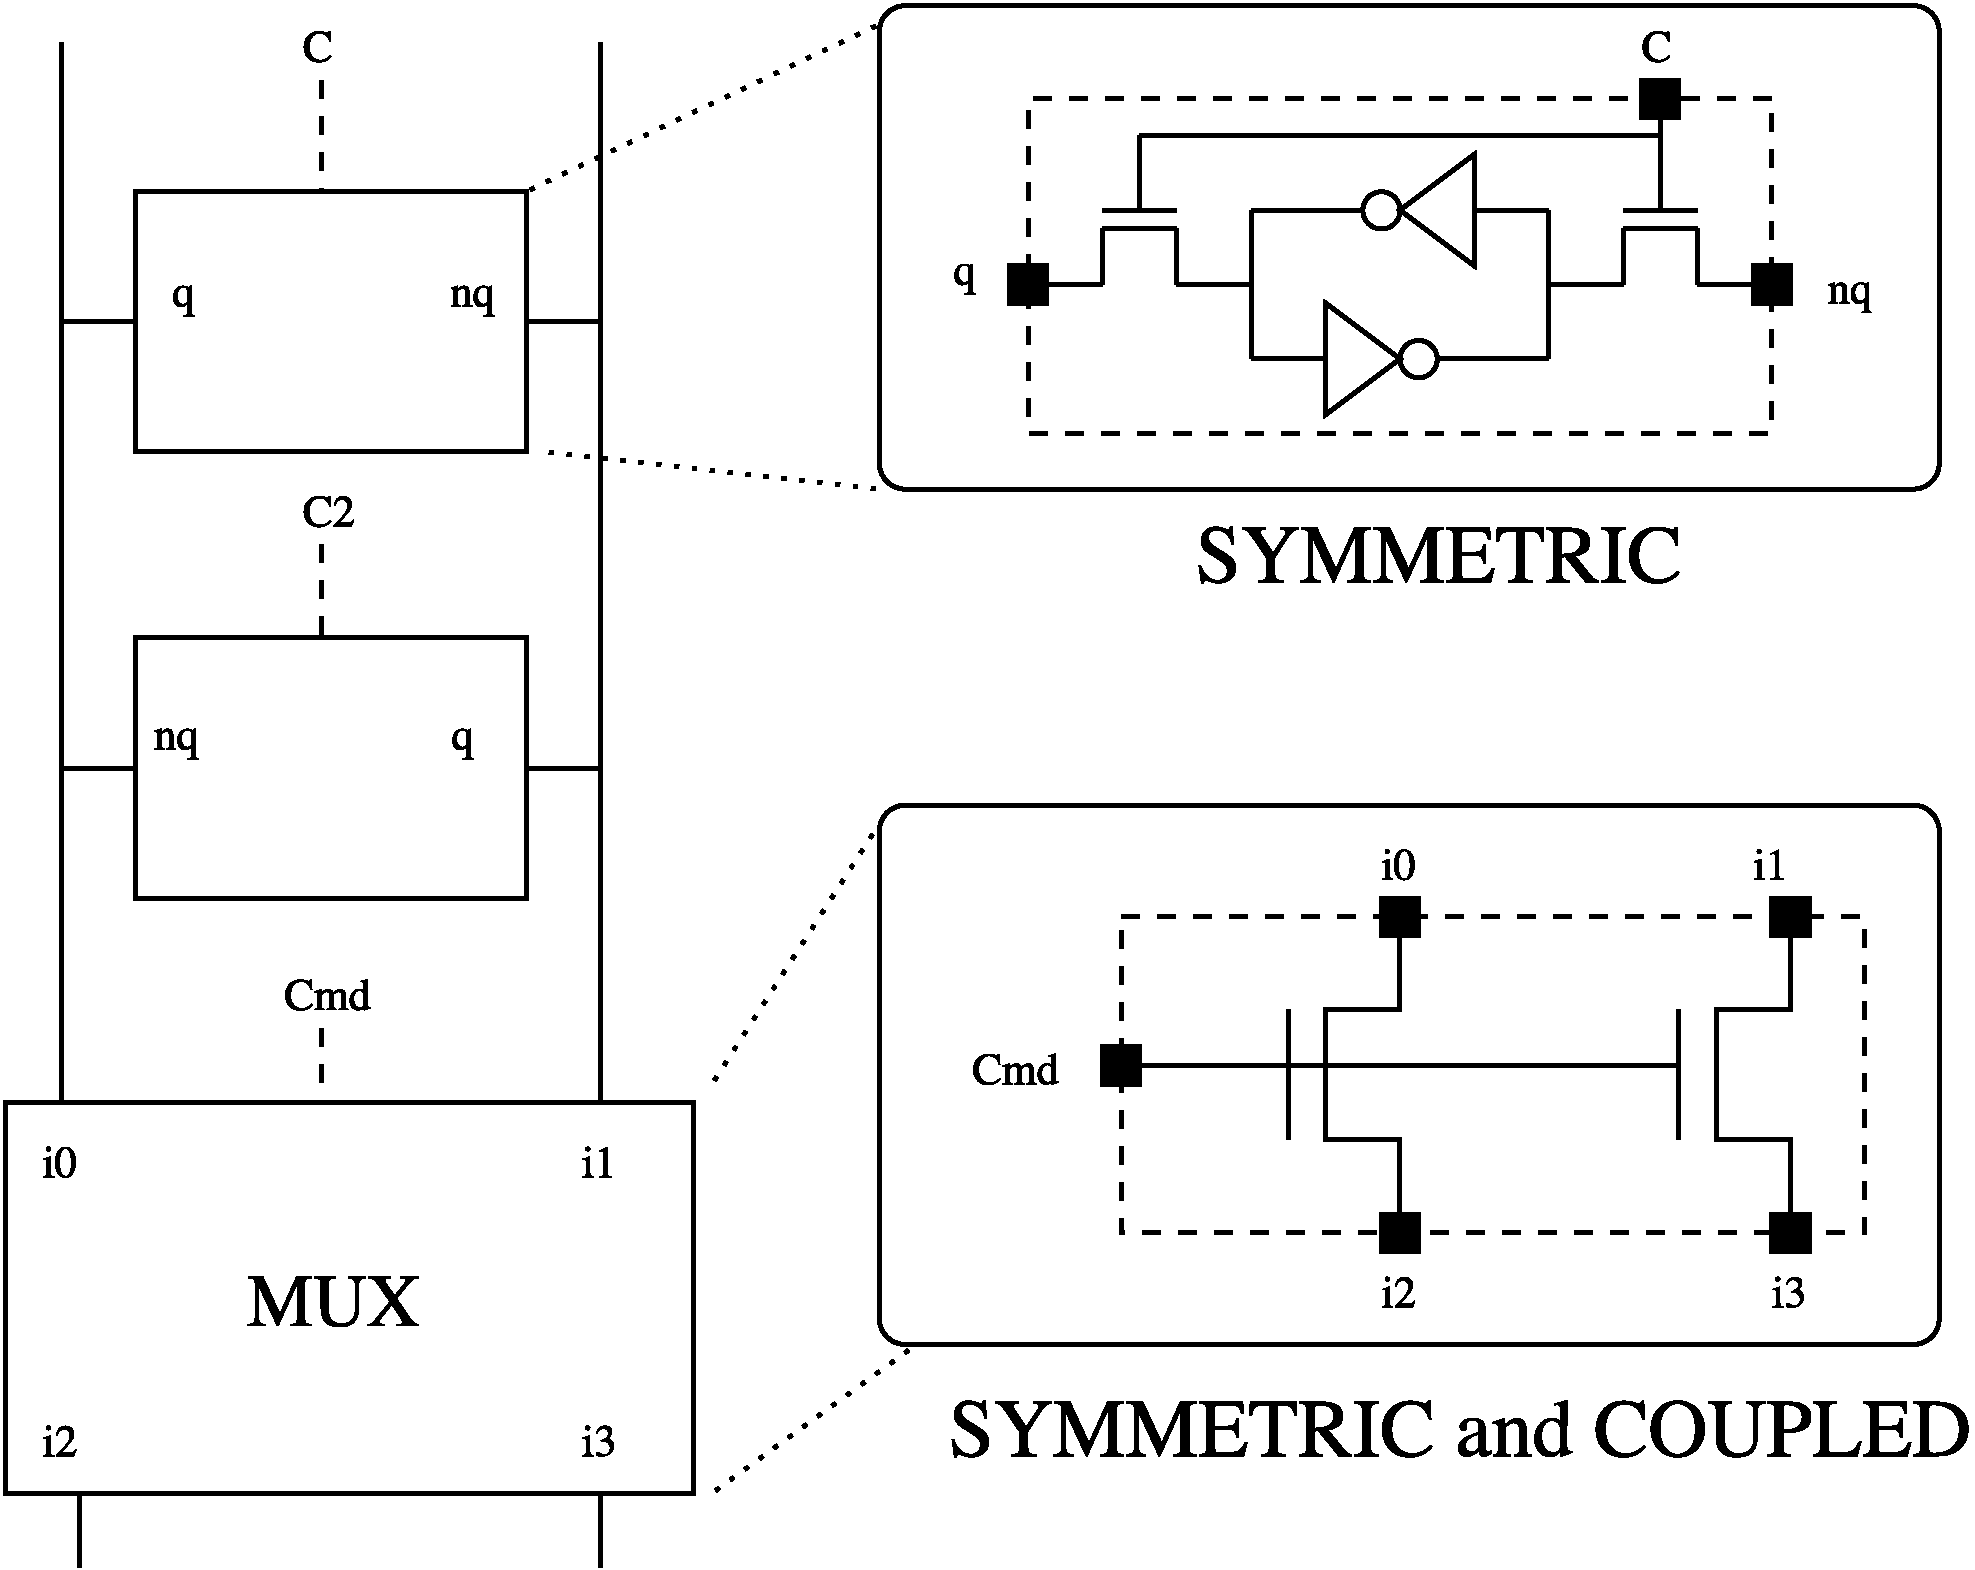 C
q nq
C2
nq q
Cmd
i0 i1
MUX
i2 i3
C
q
nq
SYMMETRIC
i0 i1
Cmd
i2 i3
SYMMETRIC and COUPLED